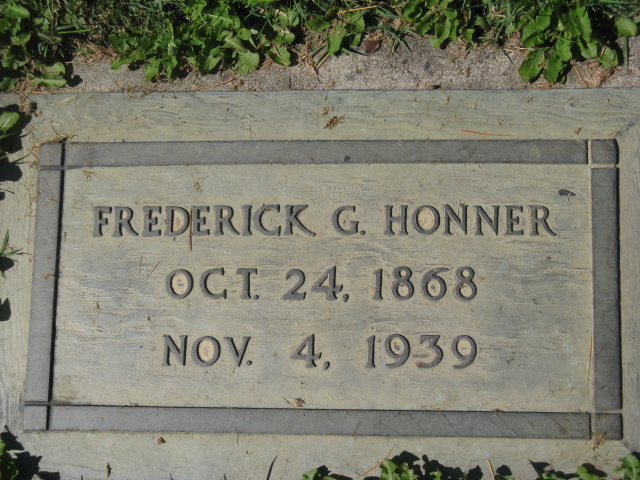 FREDERICK G. HONNER
OCT. 24, 1868
NOV. 4, 1939